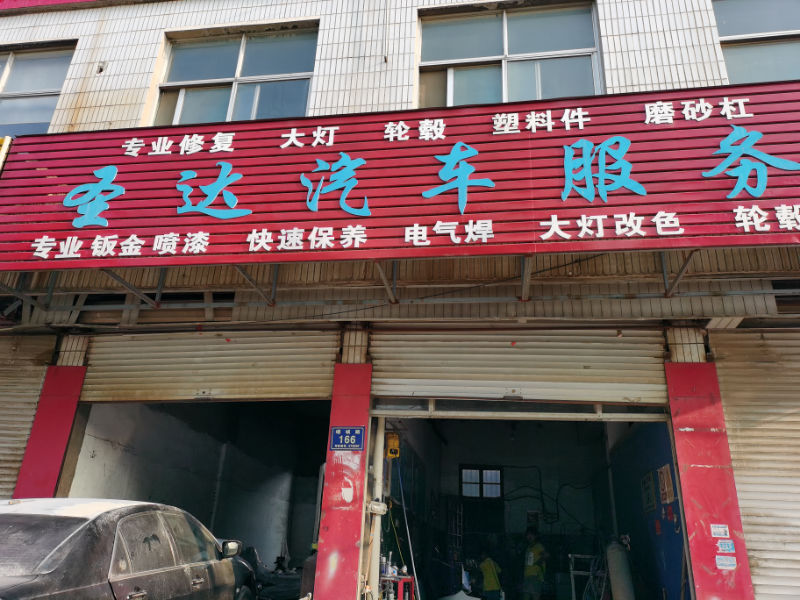 专业修复 大灯 轮毂 塑料件 磨砂杠
圣达汽车服务
专业 钣金 喷漆 快速保养 电气焊 大灯改色 轮毂
166